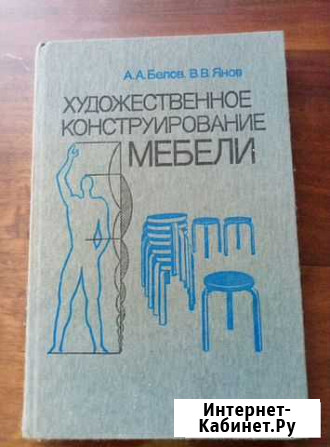 А.А.Белов, В.В.Янов
ХУДОЖЕСТВЕННОЕ
КОНСТРУИРОВАНИЕ
МЕБЕЛИ
Интернет-
Кабинет.Ру